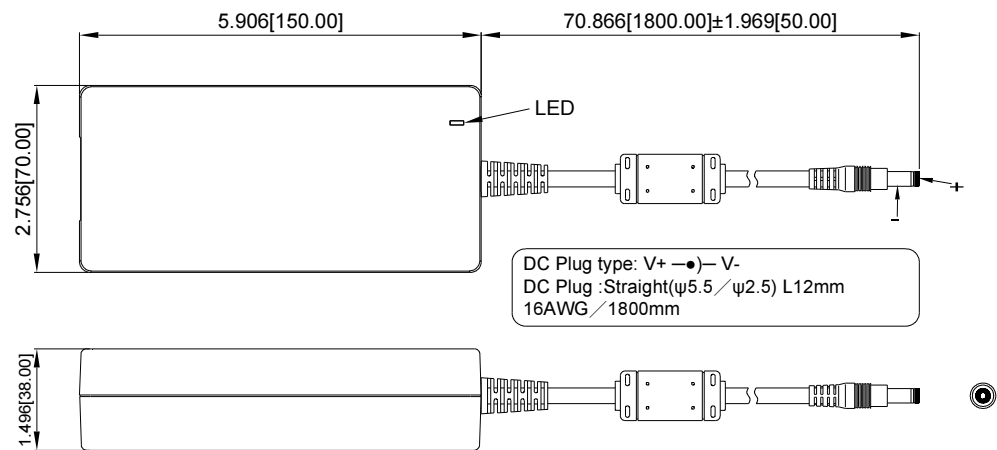 5.906[150.00]
70.866[1800.00]±1.969[50.00]
2.756[70.00]
LED
+
-
DC Plug type: V+ —●)— V-
DC Plug :Straight(ψ5.5／ψ2.5) L12mm
16AWG／1800mm
1.496[38.00]